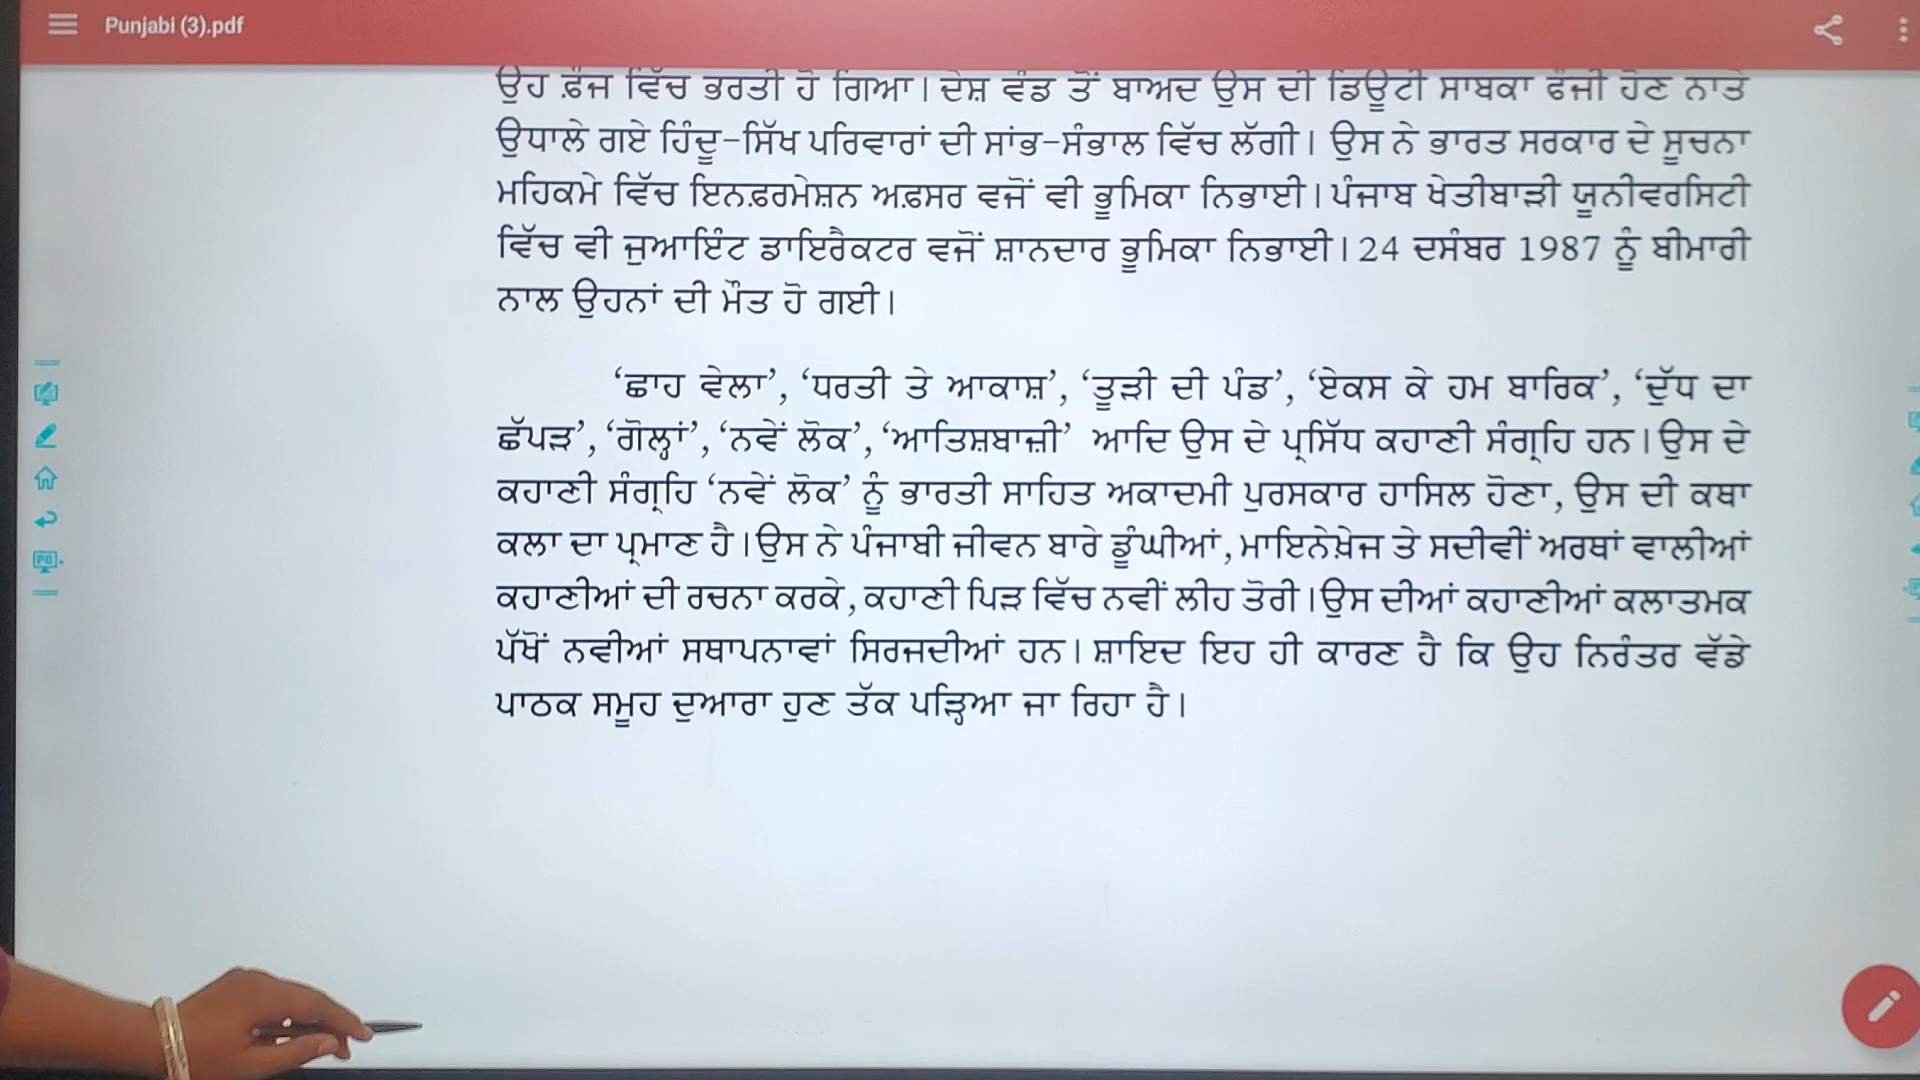 Punjabi (3).pdf
ਉਹ ਫ਼ੌਜ ਵਿੱਚ ਭਰਤੀ ਹੋ ਗਿਆ। ਦੇਸ਼ ਵੰਡ ਤੋਂ ਬਾਅਦ ਉਸ ਦੀ ਡਿਊਟੀ ਸਾਬਕਾ ਫੌਜੀ ਹੋਣ ਨਾਤੇ
ਉਧਾਲੇ ਗਏ ਹਿੰਦੂ-ਸਿੱਖ ਪਰਿਵਾਰਾਂ ਦੀ ਸਾਂਭ-ਸੰਭਾਲ ਵਿੱਚ ਲੱਗੀ। ਉਸ ਨੇ ਭਾਰਤ ਸਰਕਾਰ ਦੇ ਸੂਚਨਾ
ਮਹਿਕਮੇ ਵਿੱਚ ਇਨਫ਼ਰਮੇਸ਼ਨ ਅਫ਼ਸਰ ਵਜੋਂ ਵੀ ਭੂਮਿਕਾ ਨਿਭਾਈ। ਪੰਜਾਬ ਖੇਤੀਬਾੜੀ ਯੂਨੀਵਰਸਿਟੀ
ਵਿੱਚ ਵੀ ਜੁਆਇੰਟ ਡਾਇਰੈਕਟਰ ਵਜੋਂ ਸ਼ਾਨਦਾਰ ਭੂਮਿਕਾ ਨਿਭਾਈ। 24 ਦਸੰਬਰ 1987 ਨੂੰ ਬੀਮਾਰੀ
ਨਾਲ ਉਹਨਾਂ ਦੀ ਮੌਤ ਹੋ ਗਈ।
‘ਛਾਹ ਵੇਲਾ’, ‘ਧਰਤੀ ਤੇ ਆਕਾਸ਼’, ‘ਤੂੜੀ ਦੀ ਪੰਡ’, ‘ਏਕਸ ਕੇ ਹਮ ਬਾਰਿਕ’, ‘ਦੁੱਧ ਦਾ
ਛੱਪੜ’, ‘ਗੋਲ੍ਹਾਂ’, ‘ਨਵੇਂ ਲੋਕ’, ‘ਆਤਿਸ਼ਬਾਜ਼ੀ’ ਆਦਿ ਉਸ ਦੇ ਪ੍ਰਸਿੱਧ ਕਹਾਣੀ ਸੰਗ੍ਰਹਿ ਹਨ। ਉਸ ਦੇ
ਕਹਾਣੀ ਸੰਗ੍ਰਹਿ ‘ਨਵੇਂ ਲੋਕ’ ਨੂੰ ਭਾਰਤੀ ਸਾਹਿਤ ਅਕਾਦਮੀ ਪੁਰਸਕਾਰ ਹਾਸਿਲ ਹੋਣਾ, ਉਸ ਦੀ ਕਥਾ
ਕਲਾ ਦਾ ਪ੍ਰਮਾਣ ਹੈ। ਉਸ ਨੇ ਪੰਜਾਬੀ ਜੀਵਨ ਬਾਰੇ ਡੂੰਘੀਆਂ, ਮਾਇਨੇਖ਼ੇਜ ਤੇ ਸਦੀਵੀਂ ਅਰਥਾਂ ਵਾਲੀਆਂ
ਕਹਾਣੀਆਂ ਦੀ ਰਚਨਾ ਕਰਕੇ, ਕਹਾਣੀ ਪਿੜ ਵਿੱਚ ਨਵੀਂ ਲੀਹ ਤੋਰੀ। ਉਸ ਦੀਆਂ ਕਹਾਣੀਆਂ ਕਲਾਤਮਕ
ਪੱਖੋਂ ਨਵੀਆਂ ਸਥਾਪਨਾਵਾਂ ਸਿਰਜਦੀਆਂ ਹਨ। ਸ਼ਾਇਦ ਇਹ ਹੀ ਕਾਰਣ ਹੈ ਕਿ ਉਹ ਨਿਰੰਤਰ ਵੱਡੇ
ਪਾਠਕ ਸਮੂਹ ਦੁਆਰਾ ਹੁਣ ਤੱਕ ਪੜ੍ਹਿਆ ਜਾ ਰਿਹਾ ਹੈ।